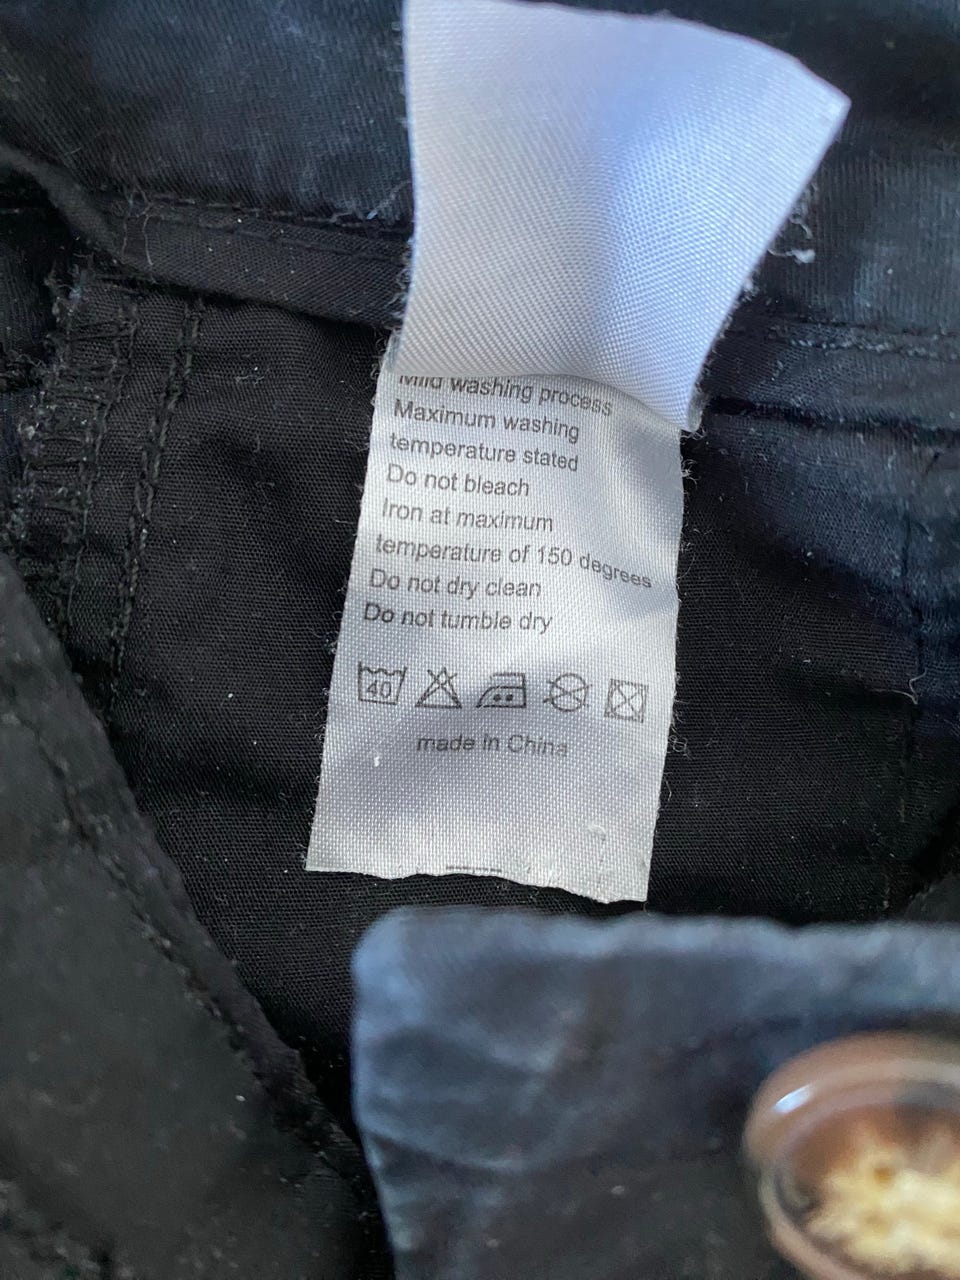 Mild washing process
Maximum washing
temperature stated
Do not bleach
Iron at maximum
temperature of 150 degrees
Do not dry clean
Do not tumble dry
40
made in China